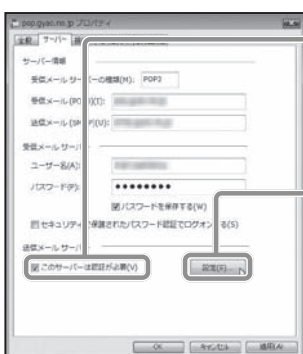 pop.gyao.ne.jp プロパティ
全般 サーバー 接
サーバー情報
受信メール サ ーの種類(M): POP3
受信メール(PO )(I):
送信メール(SM P)(U):
受信メール サーバー
ユーザー名(A):
パスワード(P): ●●●●●●●●
パスワードを保存する(W)
セキュリティ 保護されたパスワード認証でログオン る(S)
送信メール サーバー
このサーバーは認証が必要(V) 設定(E)...
OK キャンセル 適用(A)